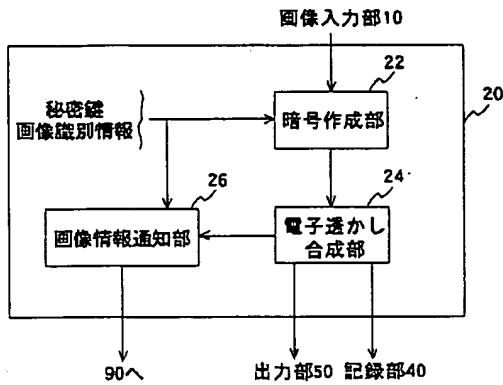 画像入力部10
22
20
秘密鍵
画像識別情報
暗号作成部
26
24
画像情報通知部
電子透かし
合成部
90へ
出力部50
記録部40